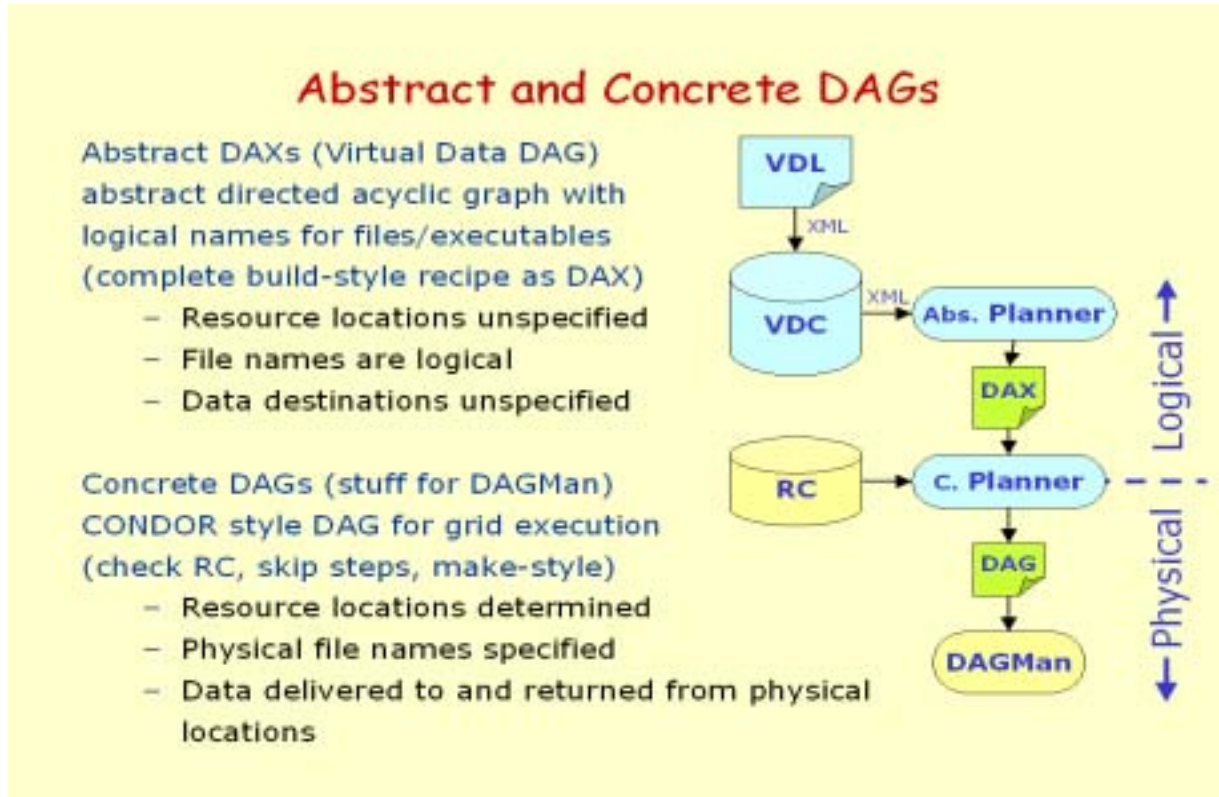 Abstract and Concrete DAGs
Abstract DAXs (Virtual Data DAG)
abstract directed acyclic graph with
logical names for files/executables
(complete build-style recipe as DAX)
– Resource locations unspecified
– File names are logical
– Data destinations unspecified
Concrete DAGs (stuff for DAGMan)
CONDOR style DAG for grid execution
(check RC, skip steps, make-style)
– Resource locations determined
– Physical file names specified
– Data delivered to and returned from physical
locations
VDL
XML
VDC
XML
Abs. Planner
DAX
RC
C. Planner
DAG
DAGMan
Logical
Physical